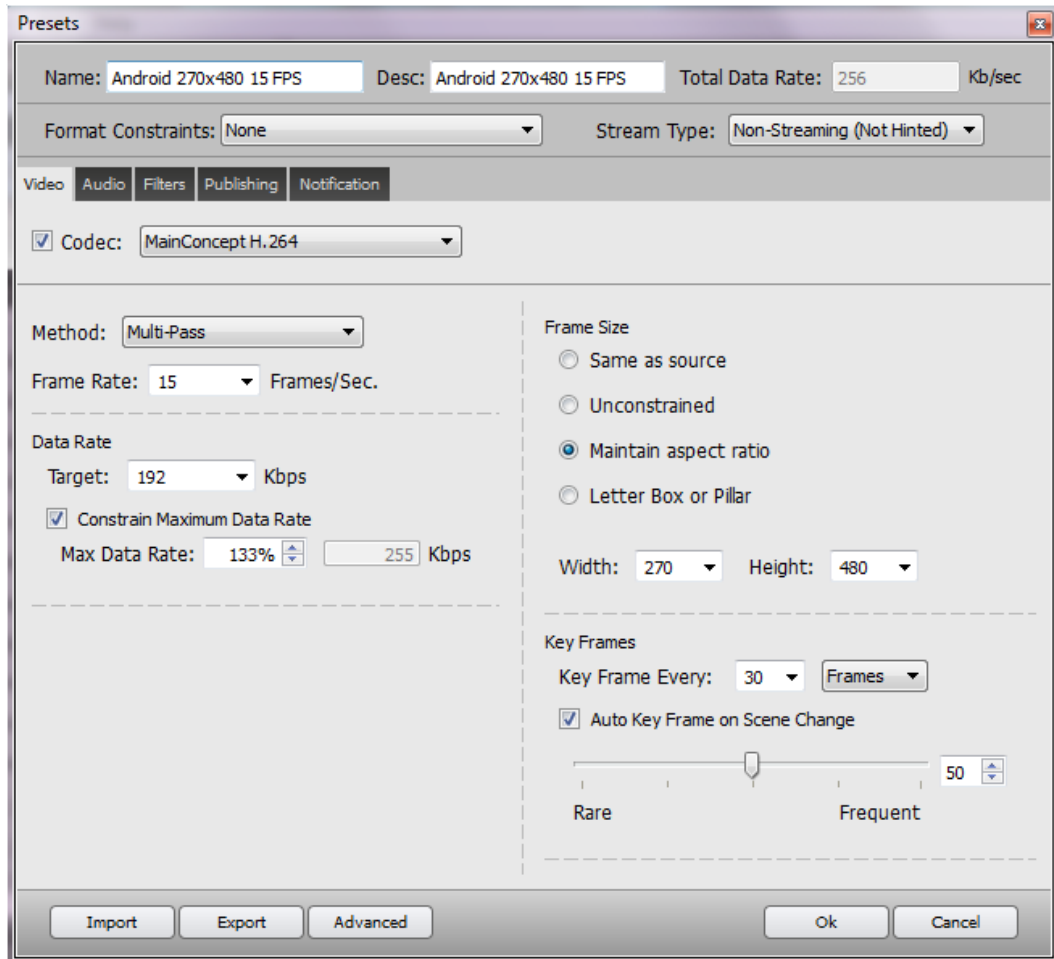 Presets
Name: Android 270x480 15 FPS Desc: Android 270x480 15 FPS Total Data Rate: 256 Kb/sec
Format Constraints: None Stream Type: Non-Streaming (Not Hinted)
Video Audio Filters Publishing Notification
Codec: MainConcept H.264
Method: Multi-Pass
Frame Rate: 15 Frames/Sec.
Data Rate
Target: 192 Kbps
Constrain Maximum Data Rate
Max Data Rate: 133% 255 Kbps
Frame Size
Same as source
Unconstrained
Maintain aspect ratio
Letter Box or Pillar
Width: 270 Height: 480
Key Frames
Key Frame Every: 30 Frames
Auto Key Frame on Scene Change
50
Rare Frequent
Import Export Advanced Ok Cancel